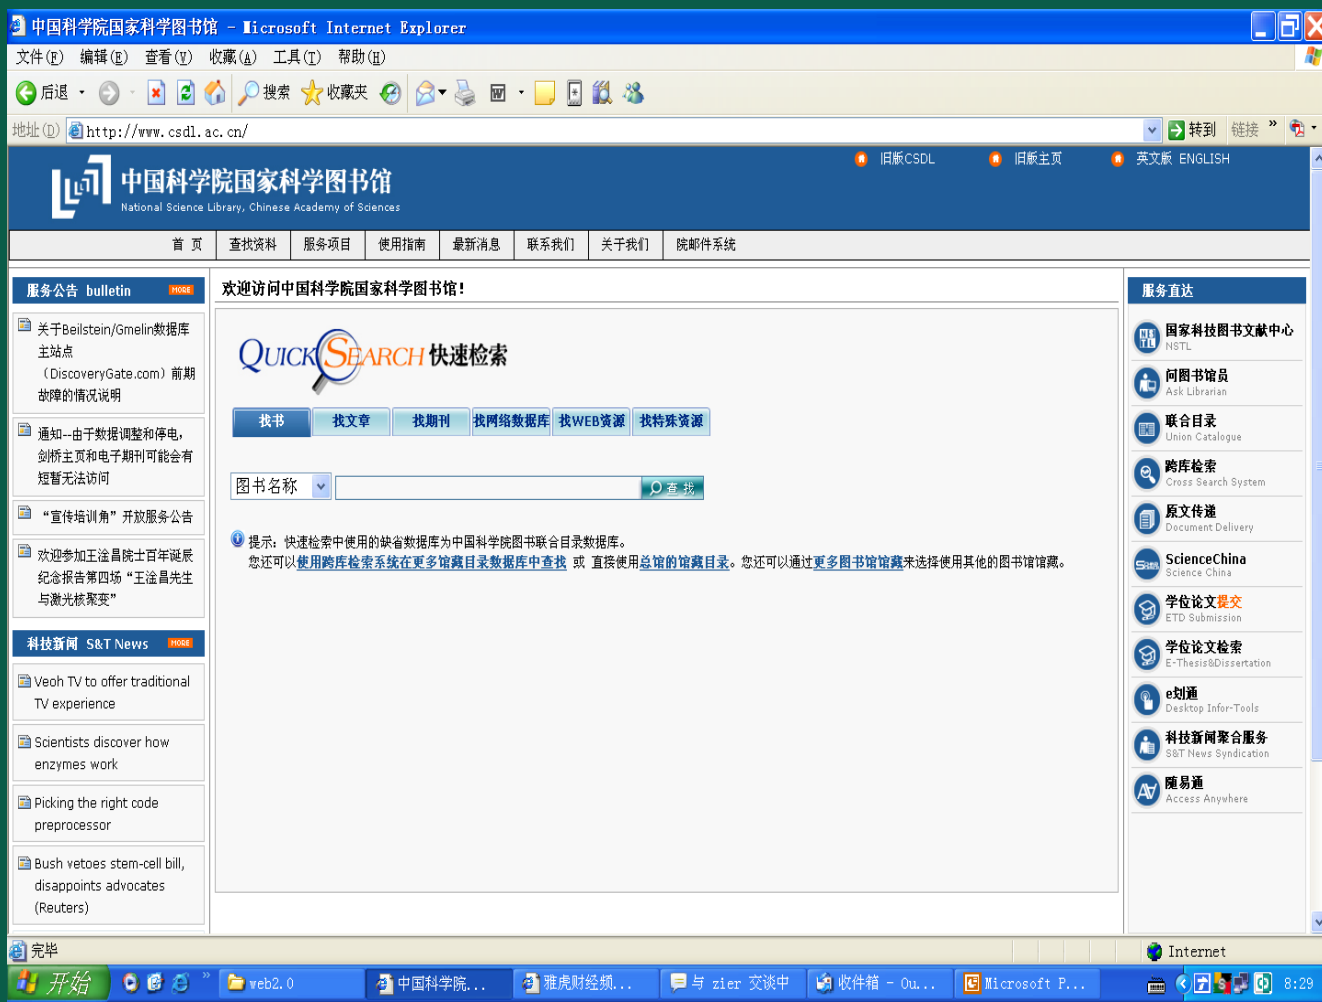 中国科学院国家科学图书馆 - Microsoft Internet Explorer
文件(F) 编辑(E) 查看(V) 收藏(A) 工具(T) 帮助(H)
后退 搜索 收藏夹
地址(D) http://www.csdl.ac.cn/ 转到 链接 »
旧版CSDL 旧版主页 英文版 ENGLISH
中国科学院国家科学图书馆
National Science Library, Chinese Academy of Sciences
首 页 查找资料 服务项目 使用指南 最新消息 联系我们 关于我们 院邮件系统
服务公告 bulletin MORE
关于Beilstein/Gmelin数据库
主站点
（DiscoveryGate.com）前期
故障的情况说明
通知--由于数据调整和停电，
剑桥主页和电子期刊可能会有
短暂无法访问
“宣传培训角”开放服务公告
欢迎参加王淦昌院士百年诞辰
纪念报告第四场“王淦昌先生
与激光核聚变”
科技新闻 S&T News MORE
Veoh TV to offer traditional
TV experience
Scientists discover how
enzymes work
Picking the right code
preprocessor
Bush vetoes stem-cell bill,
disappoints advocates
(Reuters)
欢迎访问中国科学院国家科学图书馆!
QUICK SEARCH 快速检索
找书 找文章 找期刊 找网络数据库 找WEB资源 找特殊资源
图书名称 查 找
提示：快速检索中使用的缺省数据库为中国科学院图书联合目录数据库。
您还可以使用跨库检索系统在更多馆藏目录数据库中查找 或 直接使用总馆的馆藏目录。您还可以通过更多图书馆馆藏来选择使用其他的图书馆馆藏。
服务直达
国家科技图书文献中心
NSTL
问图书馆员
Ask Librarian
联合目录
Union Catalogue
跨库检索
Cross Search System
原文传递
Document Delivery
ScienceChina
Science China
学位论文提交
ETD Submission
学位论文检索
E-Thesis&Dissertation
e划通
Desktop Infor-Tools
科技新闻聚合服务
S&T News Syndication
随易通
Access Anywhere
完毕 Internet
开始 » web2.0 中国科学院... 雅虎财经频... 与 zier 交谈中 收件箱 - Ou... Microsoft P... 8:29